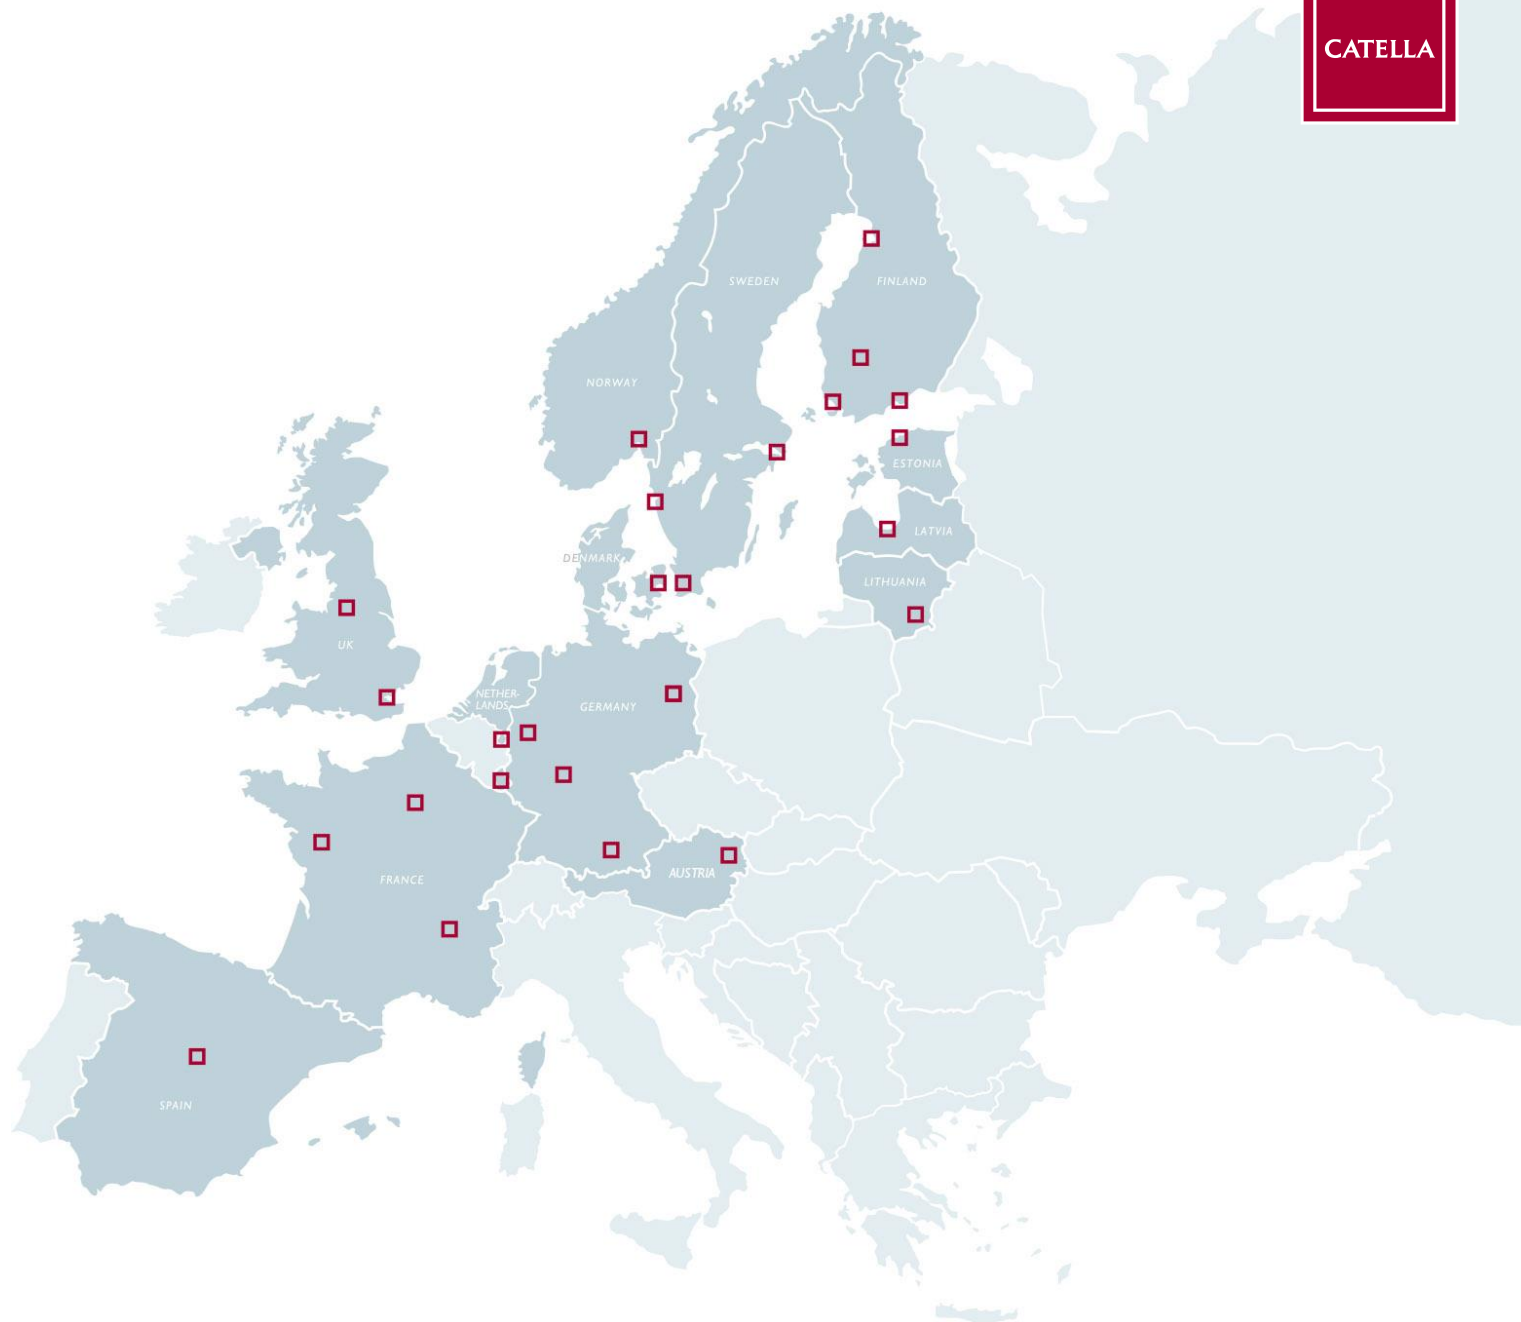 CATELLA
SWEDEN
FINLAND
NORWAY
ESTONIA
LATVIA
DENMARK
LITHUANIA
UK
NETHER-
LANDS
GERMANY
AUSTRIA
FRANCE
SPAIN